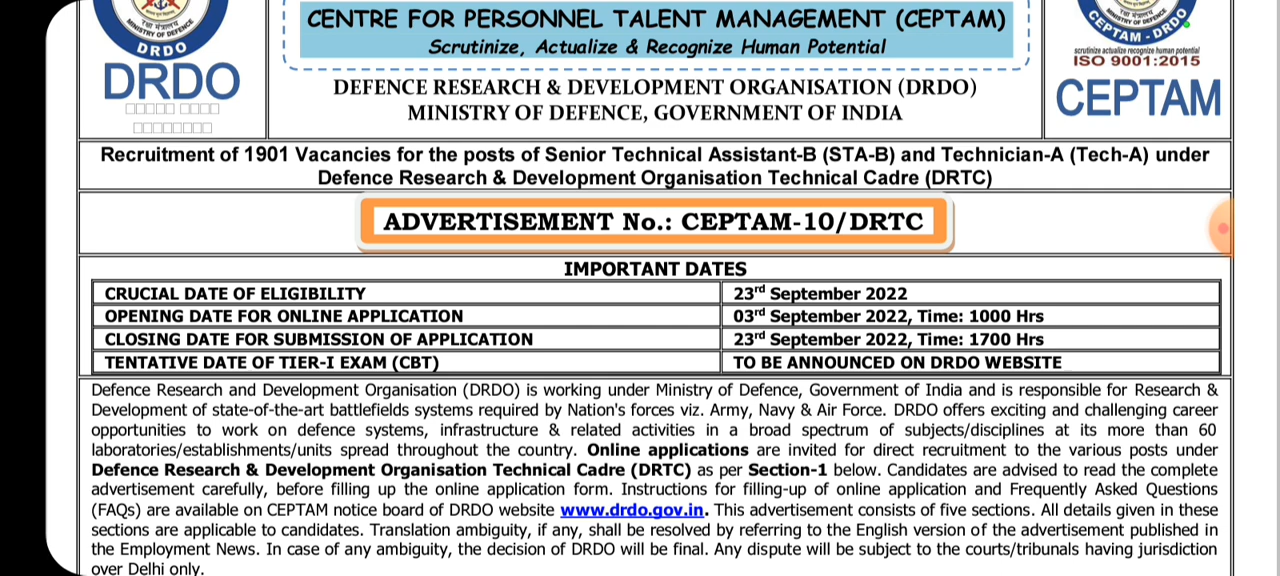 CENTRE FOR PERSONNEL TALENT MANAGEMENT (CEPTAM)
Scrutinize, Actualize & Recognize Human Potential
DEFENCE RESEARCH & DEVELOPMENT ORGANISATION (DRDO)
MINISTRY OF DEFENCE, GOVERNMENT OF INDIA
रक्षा मंत्रालय
MINISTRY OF DEFENCE
DRDO
DRDO
रक्षा मंत्रालय
MINISTRY OF DEFENCE
CEPTAM - DRDO
scrutinize actualize recognize human potential
ISO 9001:2015
CEPTAM
Recruitment of 1901 Vacancies for the posts of Senior Technical Assistant-B (STA-B) and Technician-A (Tech-A) under
Defence Research & Development Organisation Technical Cadre (DRTC)
ADVERTISEMENT No.: CEPTAM-10/DRTC
IMPORTANT DATES
CRUCIAL DATE OF ELIGIBILITY 23rd September 2022
OPENING DATE FOR ONLINE APPLICATION 03rd September 2022, Time: 1000 Hrs
CLOSING DATE FOR SUBMISSION OF APPLICATION 23rd September 2022, Time: 1700 Hrs
TENTATIVE DATE OF TIER-I EXAM (CBT) TO BE ANNOUNCED ON DRDO WEBSITE
Defence Research and Development Organisation (DRDO) is working under Ministry of Defence, Government of India and is responsible for Research &
Development of state-of-the-art battlefields systems required by Nation's forces viz. Army, Navy & Air Force. DRDO offers exciting and challenging career
opportunities to work on defence systems, infrastructure & related activities in a broad spectrum of subjects/disciplines at its more than 60
laboratories/establishments/units spread throughout the country. Online applications are invited for direct recruitment to the various posts under
Defence Research & Development Organisation Technical Cadre (DRTC) as per Section-1 below. Candidates are advised to read the complete
advertisement carefully, before filling up the online application form. Instructions for filling-up of online application and Frequently Asked Questions
(FAQs) are available on CEPTAM notice board of DRDO website www.drdo.gov.in. This advertisement consists of five sections. All details given in these
sections are applicable to candidates. Translation ambiguity, if any, shall be resolved by referring to the English version of the advertisement published in
the Employment News. In case of any ambiguity, the decision of DRDO will be final. Any dispute will be subject to the courts/tribunals having jurisdiction
over Delhi only.